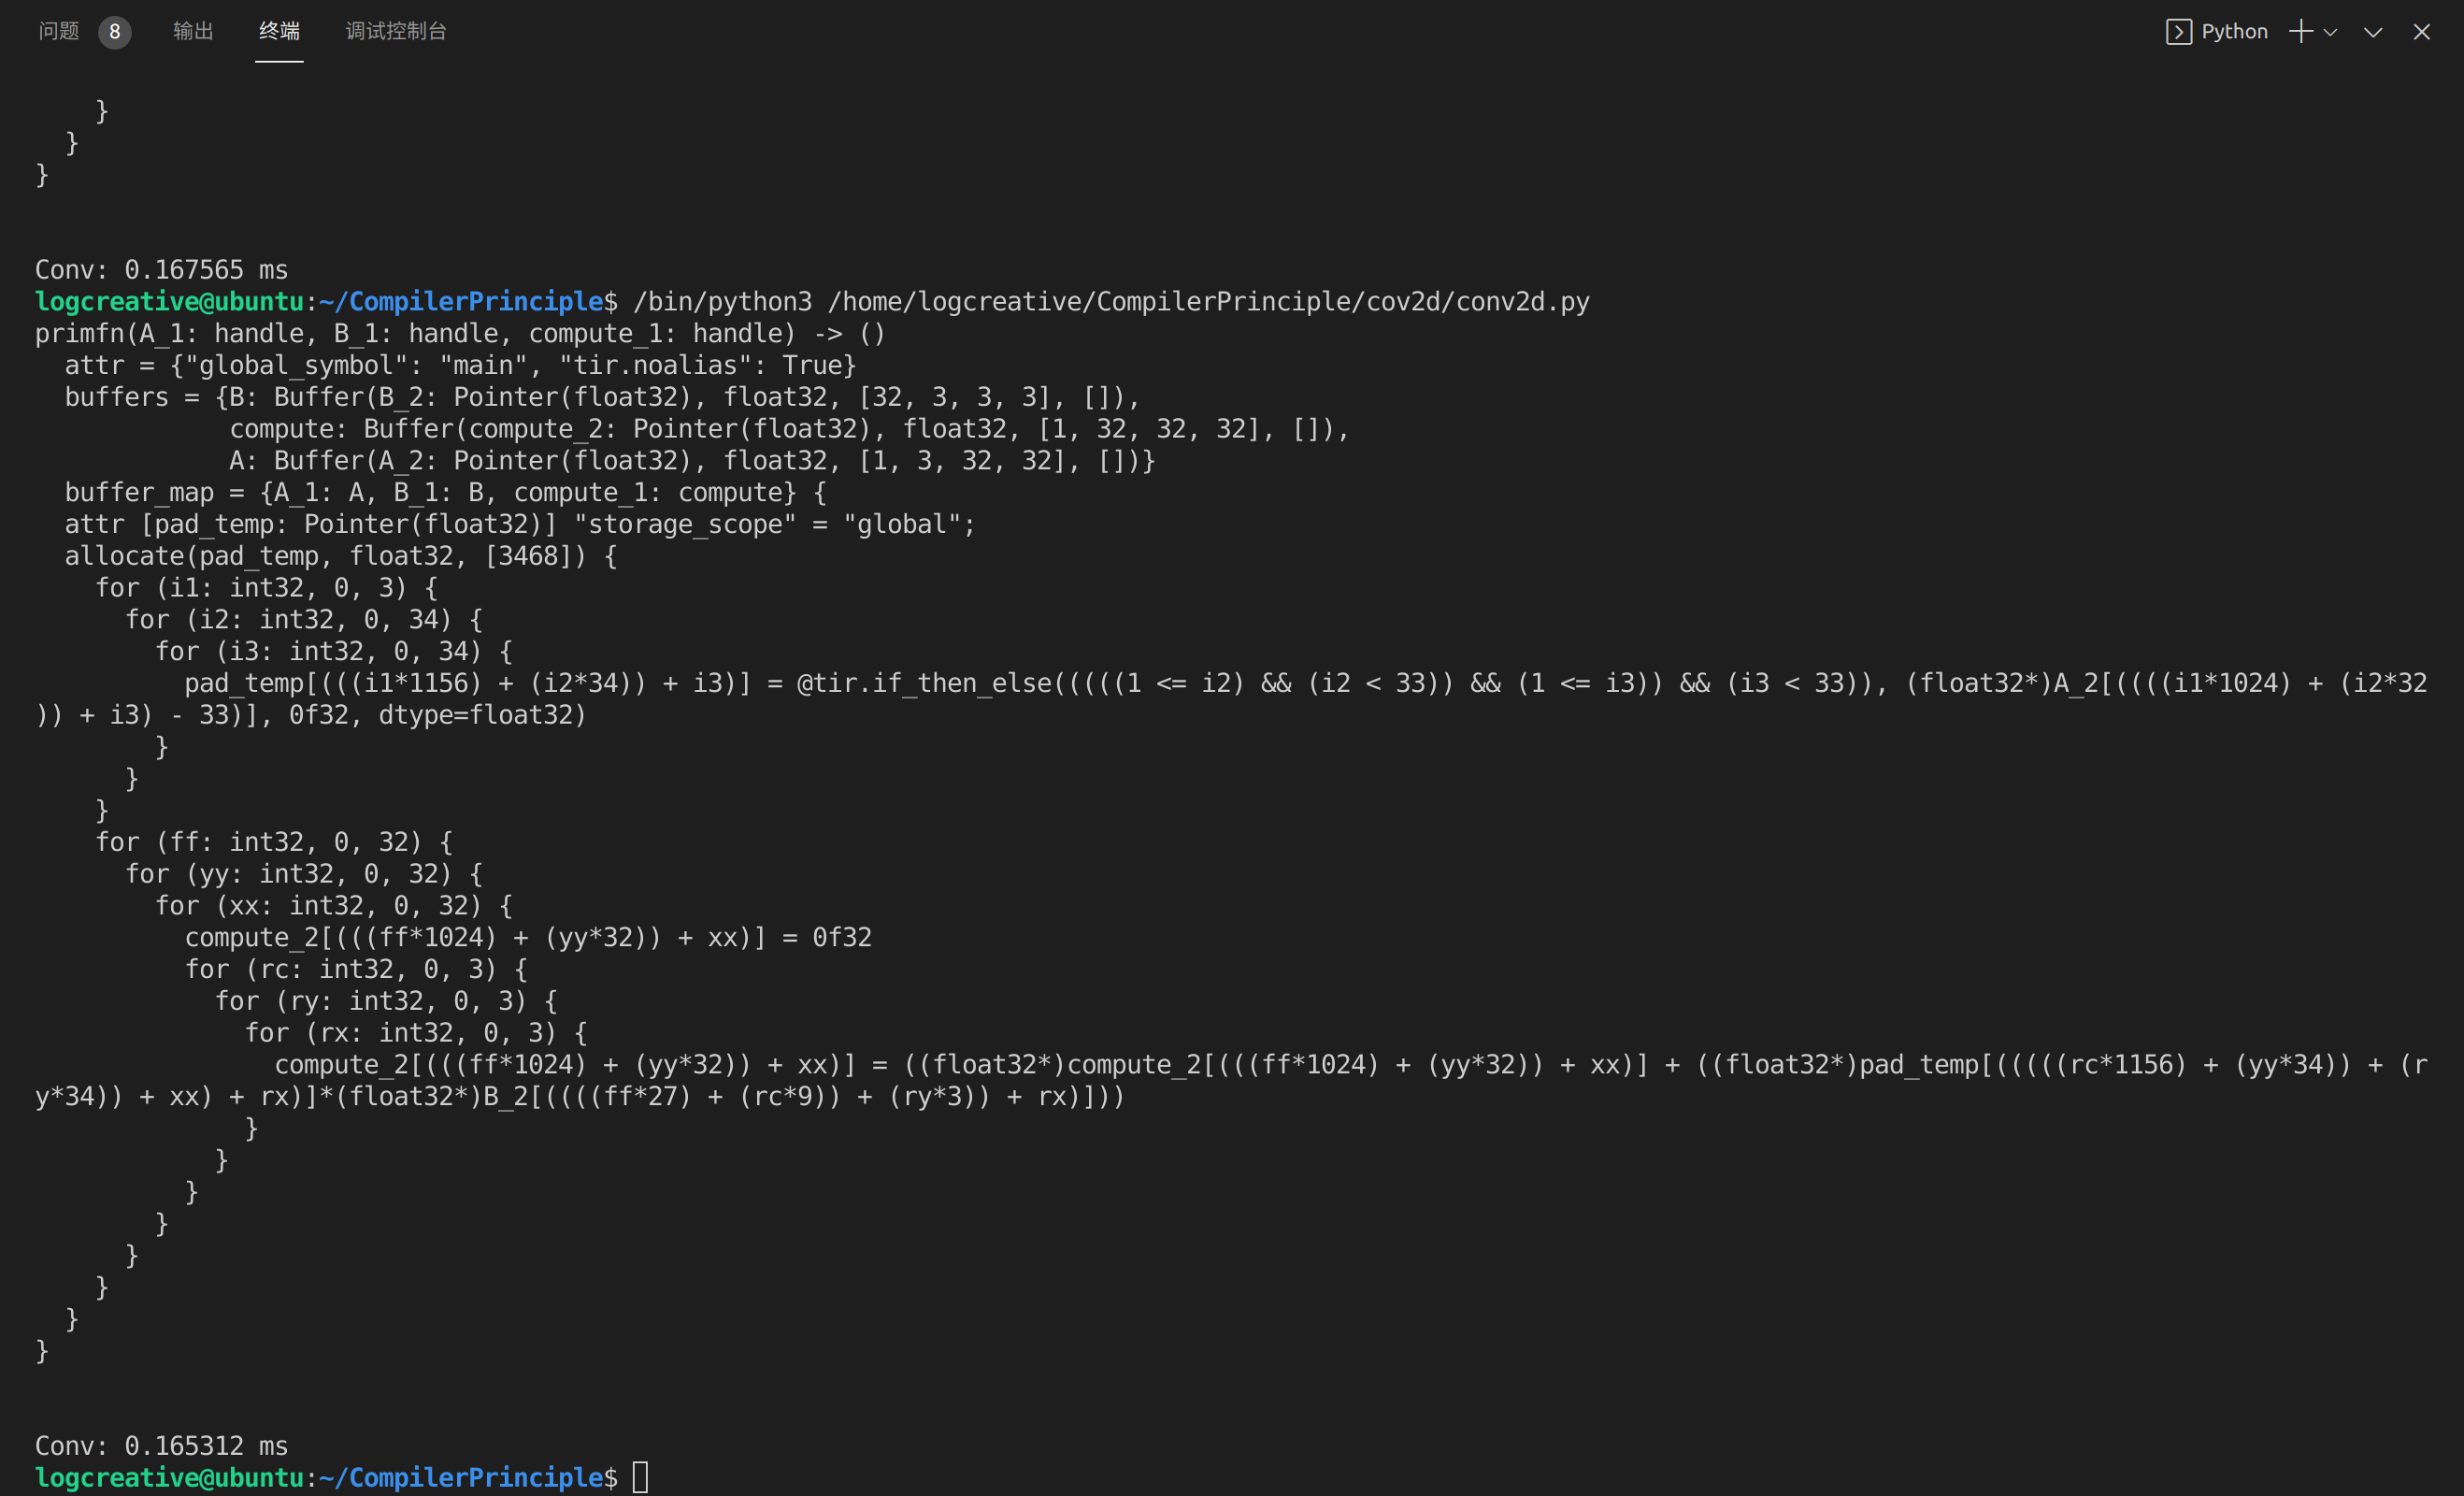 问题 8 输出 终端 调试控制台 Python
    }
  }
}
Conv: 0.167565 ms
logcreative@ubuntu:~/CompilerPrinciple$ /bin/python3 /home/logcreative/CompilerPrinciple/cov2d/conv2d.py
primfn(A_1: handle, B_1: handle, compute_1: handle) -> ()
  attr = {"global_symbol": "main", "tir.noalias": True}
  buffers = {B: Buffer(B_2: Pointer(float32), float32, [32, 3, 3, 3], []),
             compute: Buffer(compute_2: Pointer(float32), float32, [1, 32, 32, 32], []),
             A: Buffer(A_2: Pointer(float32), float32, [1, 3, 32, 32], [])}
  buffer_map = {A_1: A, B_1: B, compute_1: compute} {
  attr [pad_temp: Pointer(float32)] "storage_scope" = "global";
  allocate(pad_temp, float32, [3468]) {
    for (i1: int32, 0, 3) {
      for (i2: int32, 0, 34) {
        for (i3: int32, 0, 34) {
          pad_temp[(((i1*1156) + (i2*34)) + i3)] = @tir.if_then_else(((((1 <= i2) && (i2 < 33)) && (1 <= i3)) && (i3 < 33)), (float32*)A_2[((((i1*1024) + (i2*32
)) + i3) - 33)], 0f32, dtype=float32)
        }
      }
    }
    for (ff: int32, 0, 32) {
      for (yy: int32, 0, 32) {
        for (xx: int32, 0, 32) {
          compute_2[(((ff*1024) + (yy*32)) + xx)] = 0f32
          for (rc: int32, 0, 3) {
            for (ry: int32, 0, 3) {
              for (rx: int32, 0, 3) {
                compute_2[(((ff*1024) + (yy*32)) + xx)] = ((float32*)compute_2[(((ff*1024) + (yy*32)) + xx)] + ((float32*)pad_temp[(((((rc*1156) + (yy*34)) + (r
y*34)) + xx) + rx)]*(float32*)B_2[((((ff*27) + (rc*9)) + (ry*3)) + rx)]))
              }
            }
          }
        }
      }
    }
  }
}
Conv: 0.165312 ms
logcreative@ubuntu:~/CompilerPrinciple$